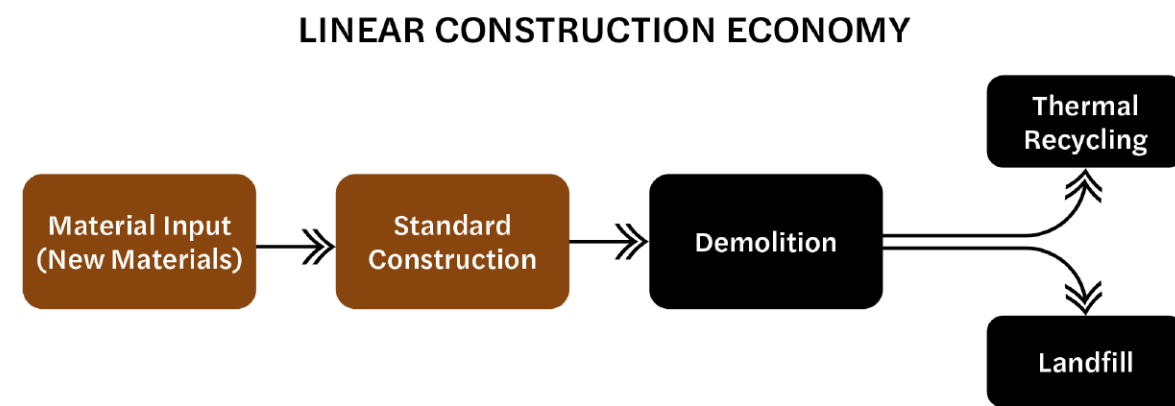 LINEAR CONSTRUCTION ECONOMY
Thermal
Recycling
Material Input
(New Materials)
Standard
Construction
Demolition
Landfill